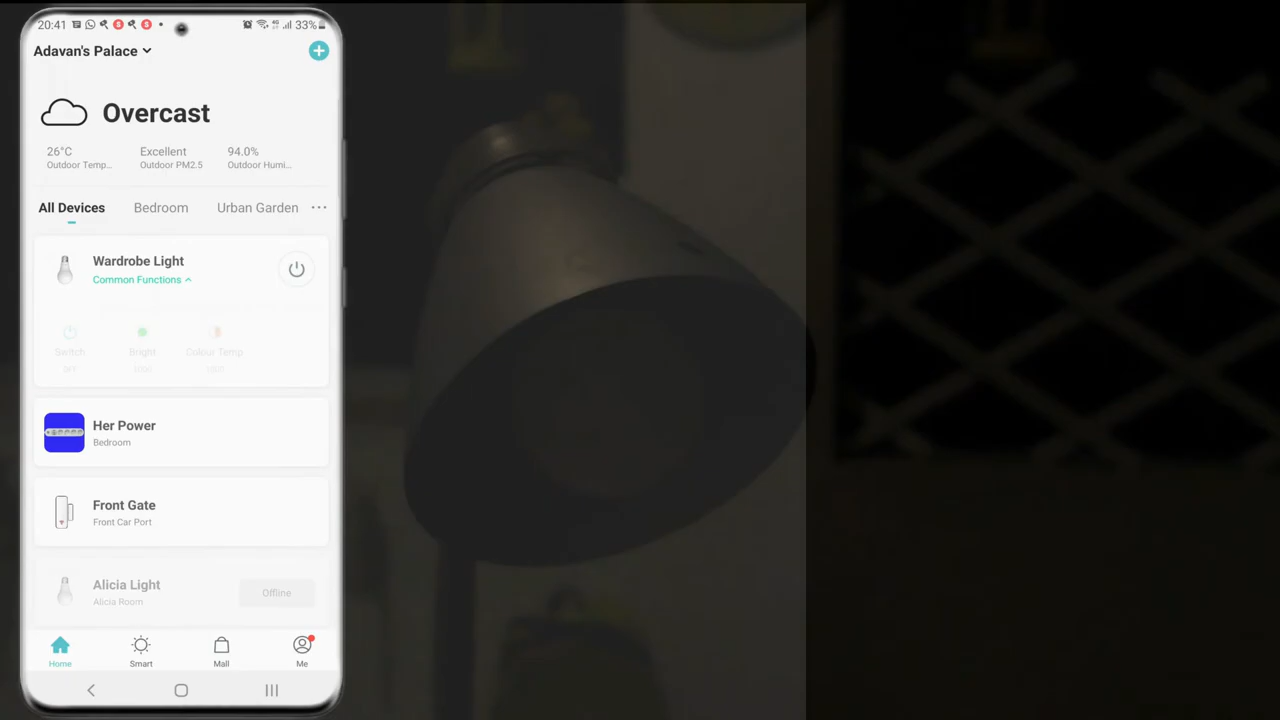 20:41 33%
Adavan's Palace
Overcast
26°C Excellent 94.0%
Outdoor Temp... Outdoor PM2.5 Outdoor Humi...
All Devices Bedroom Urban Garden ...
Wardrobe Light
Common Functions
Switch Bright Colour Temp
OFF
Her Power
Bedroom
Front Gate
Front Car Port
Alicia Light
Alicia Room
Offline
Home Smart Mall Me